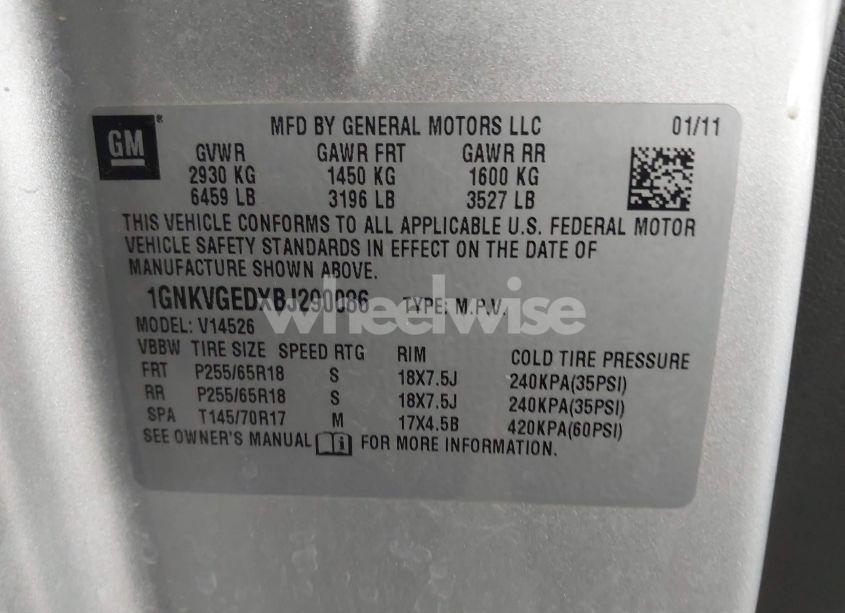 GM
MFD BY GENERAL MOTORS LLC 01/11
GVWR GAWR FRT GAWR RR
2930 KG 1450 KG 1600 KG
6459 LB 3196 LB 3527 LB
THIS VEHICLE CONFORMS TO ALL APPLICABLE U.S. FEDERAL MOTOR
VEHICLE SAFETY STANDARDS IN EFFECT ON THE DATE OF
MANUFACTURE SHOWN ABOVE.
1GNKVGEDXBJ290086 TYPE: M.P.V.
wheelwise
MODEL: V14526
VBBW TIRE SIZE SPEED RTG RIM COLD TIRE PRESSURE
FRT P255/65R18 S 18X7.5J 240KPA(35PSI)
RR P255/65R18 S 18X7.5J 240KPA(35PSI)
SPA T145/70R17 M 17X4.5B 420KPA(60PSI)
SEE OWNER'S MANUAL FOR MORE INFORMATION.